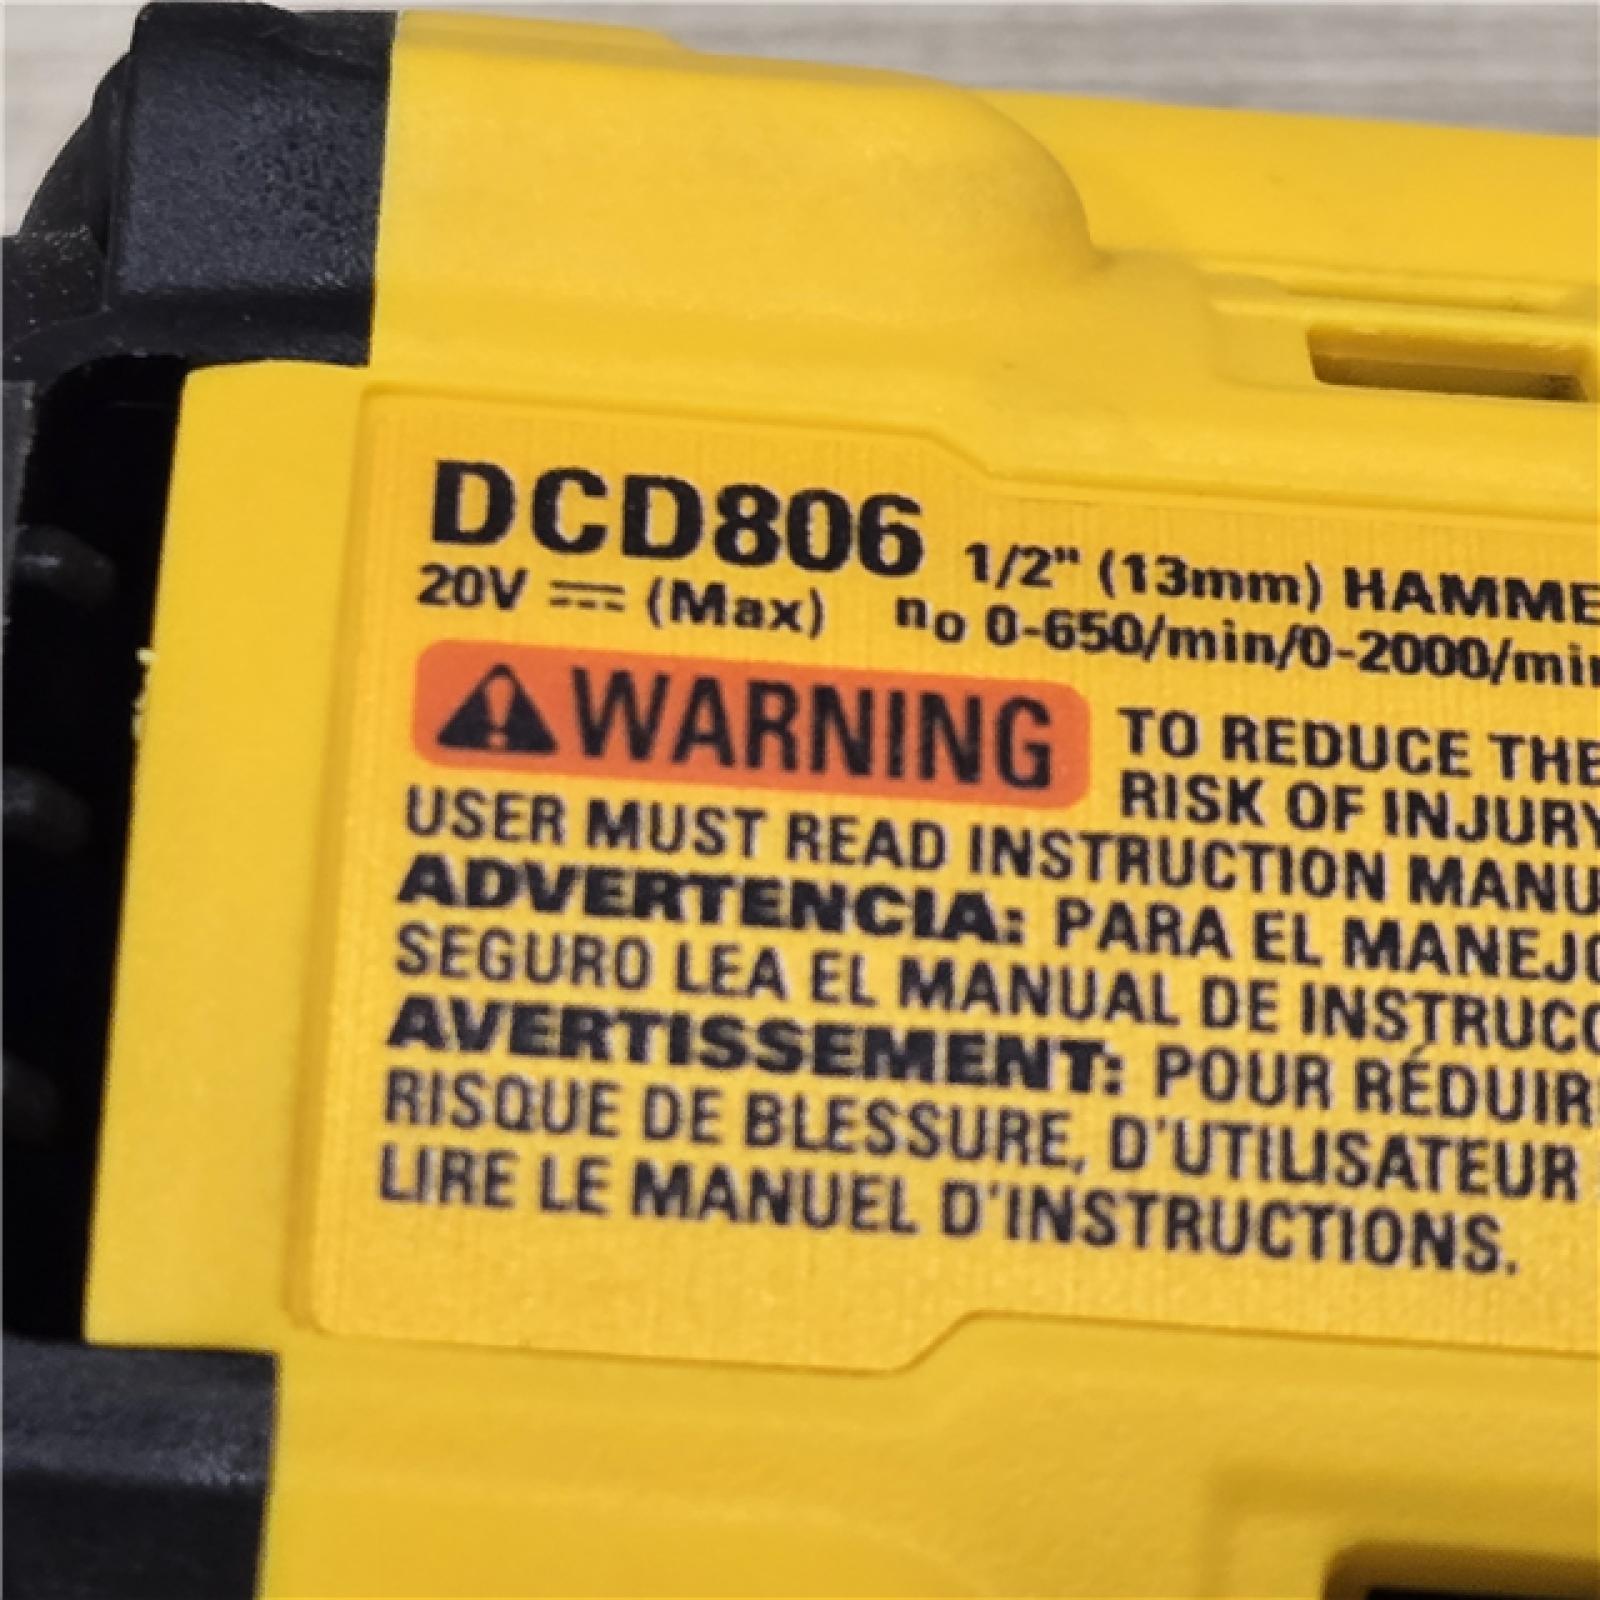 DCD806 1/2" (13mm) HAMME
20V ⎓ (Max) no 0-650/min/0-2000/min
WARNING TO REDUCE THE
RISK OF INJURY
USER MUST READ INSTRUCTION MANU
ADVERTENCIA: PARA EL MANEJO
SEGURO LEA EL MANUAL DE INSTRUCC
AVERTISSEMENT: POUR RÉDUIR
RISQUE DE BLESSURE, D'UTILISATEUR
LIRE LE MANUEL D'INSTRUCTIONS.